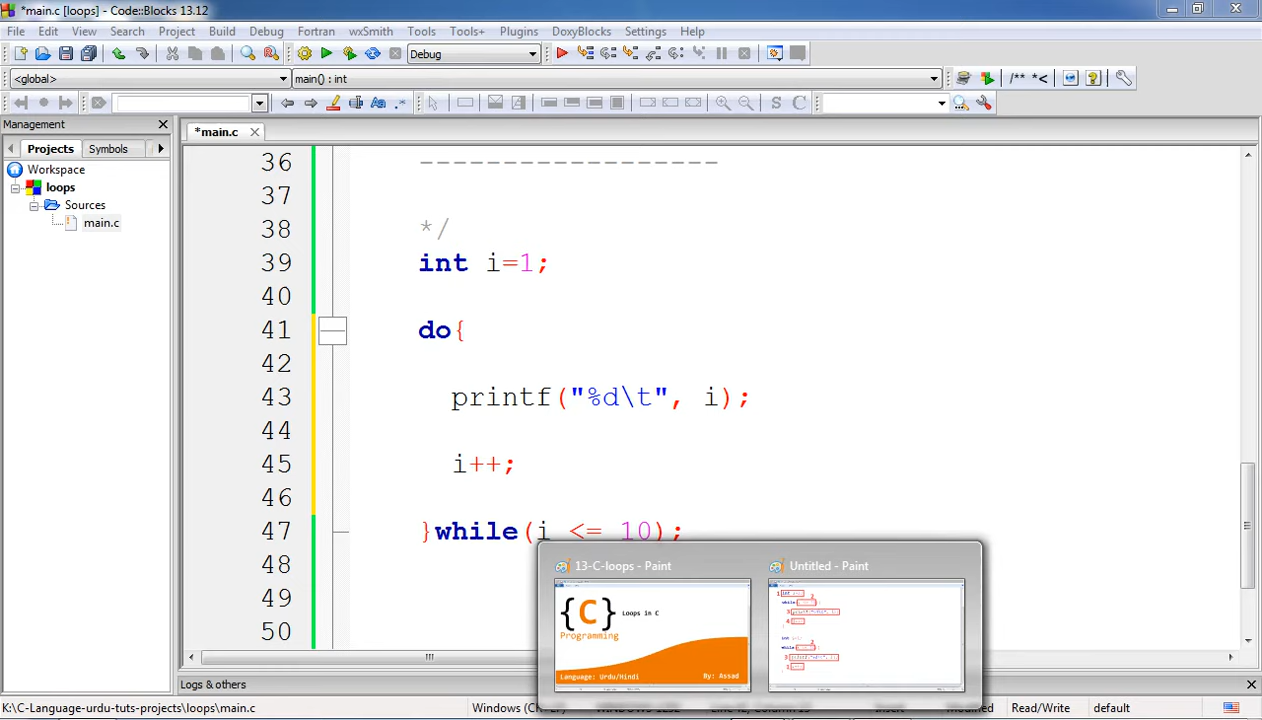 *main.c [loops] - Code::Blocks 13.12
File Edit View Search Project Build Debug Fortran wxSmith Tools Tools+ Plugins DoxyBlocks Settings Help
Debug
<global> main() : int
/** *<
S C
Management
*main.c
Projects Symbols
Workspace
loops
Sources
main.c
36 ------------------
37
38 */
39 int i=1;
40
41 do{
42
43 printf("%d\t", i);
44
45 i++;
46
47 }while(i <= 10);
48
49
50
13-C-loops - Paint
Untitled - Paint
{C} Loops in C
Programming
Language: Urdu/Hindi By: Assad
Logs & others
K:\C-Language-urdu-tuts-projects\loops\main.c
Modified Read/Write default